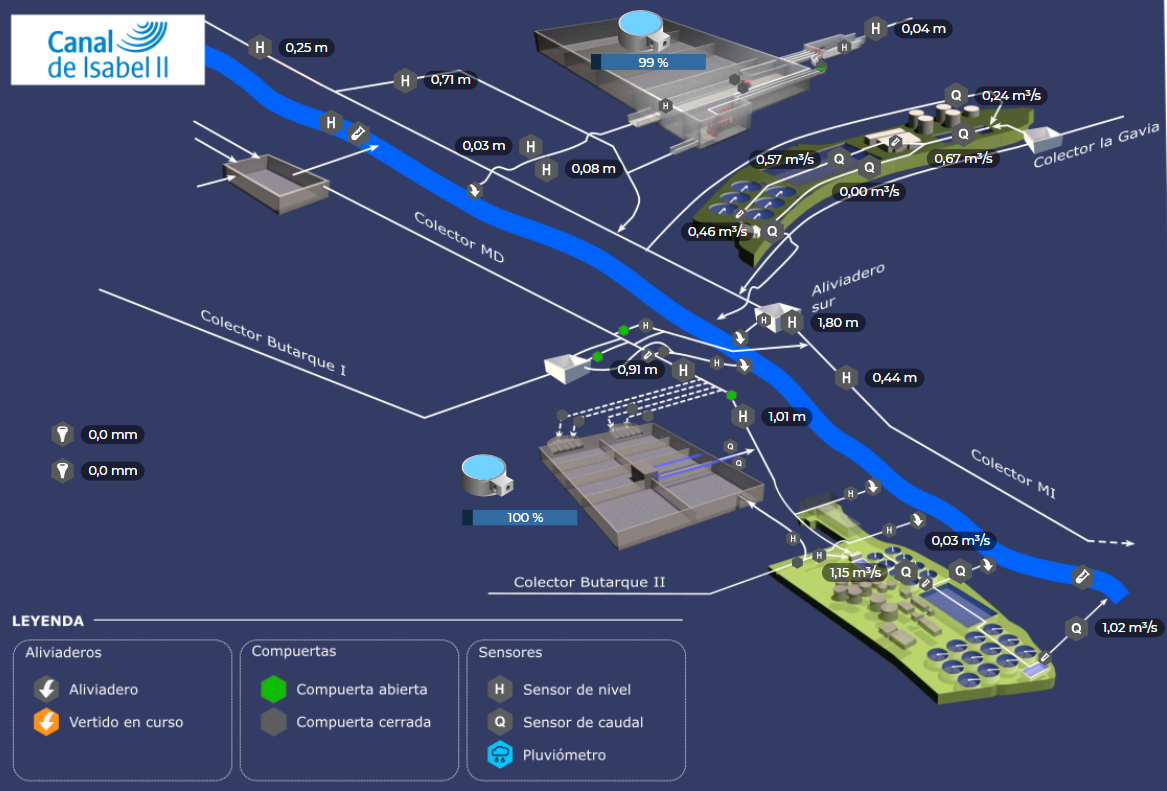 Canal
de Isabel II
H
0,25 m
H
0,71 m
99 %
H
0,04 m
H
H
H
0,03 m
H
H
0,08 m
Q
0,24 m³/s
Q
0,67 m³/s
Colector la Gavia
0,57 m³/s
Q
Q
0,00 m³/s
0,46 m³/s
Q
Colector MD
Aliviadero
sur
H
H
1,80 m
Colector Butarque I
H
0,91 m
H
H
H
0,44 m
H
1,01 m
0,0 mm
0,0 mm
Q
Q
100 %
Colector MI
H
H
H
H
0,03 m³/s
1,15 m³/s
Q
Q
Colector Butarque II
Q
1,02 m³/s
LEYENDA
Aliviaderos
Aliviadero
Vertido en curso
Compuertas
Compuerta abierta
Compuerta cerrada
Sensores
H
Sensor de nivel
Q
Sensor de caudal
Pluviómetro